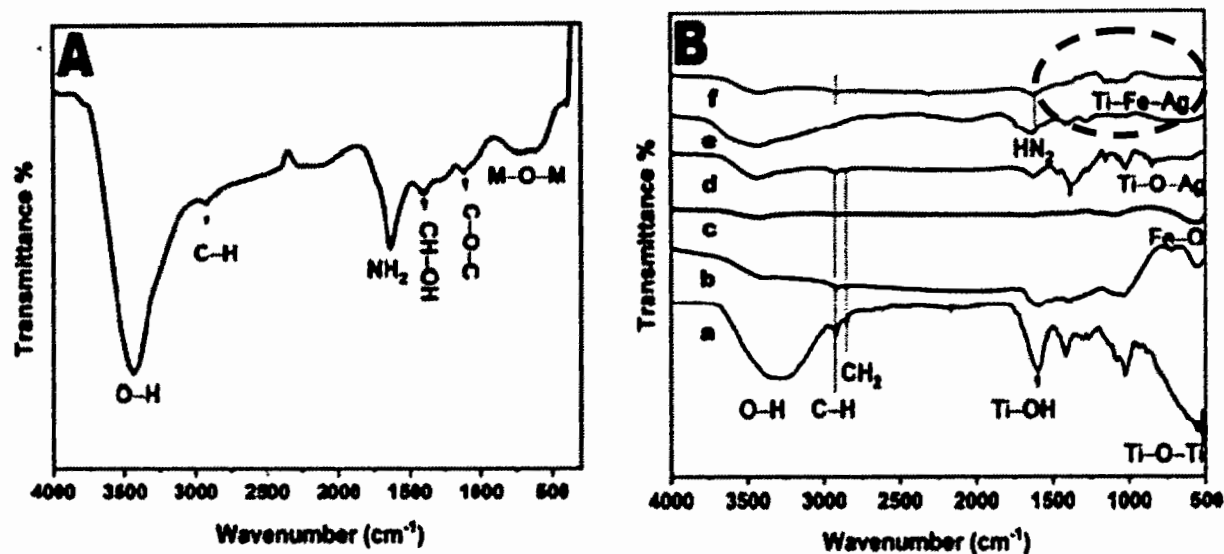 A
Transmittance %
O–H
C–H
NH₂
CH–OH
C–O–C
M–O–M
4000 3500 3000 2500 2000 1500 1000 500
Wavenumber (cm⁻¹)
B
Transmittance %
f
e
d
c
b
a
Ti–Fe–Ag
HN₂
Ti–O–Ag
Fe–O
CH₂
O–H
C–H
Ti–OH
Ti–O–Ti
4000 3500 3000 2500 2000 1500 1000 500
Wavenumber (cm⁻¹)